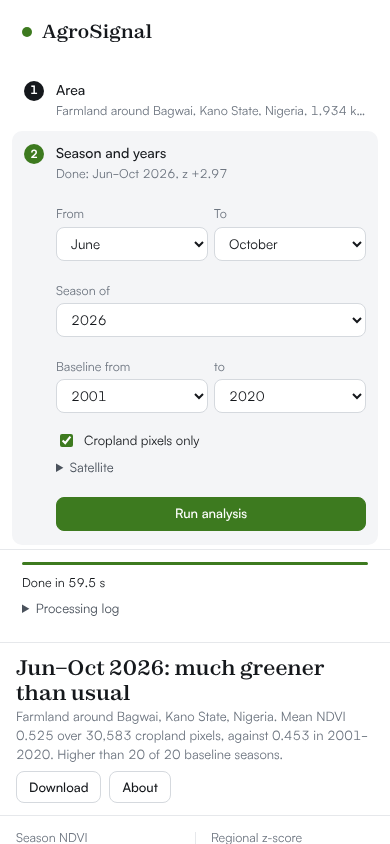 AgroSignal
1 Area
Farmland around Bagwai, Kano State, Nigeria, 1,934 k...
2 Season and years
Done: Jun–Oct 2026, z +2.97
From To
June October
Season of
2026
Baseline from to
2001 2020
Cropland pixels only
Satellite
Run analysis
Done in 59.5 s
Processing log
Jun–Oct 2026: much greener
than usual
Farmland around Bagwai, Kano State, Nigeria. Mean NDVI
0.525 over 30,583 cropland pixels, against 0.453 in 2001–
2020. Higher than 20 of 20 baseline seasons.
Download About
Season NDVI Regional z-score